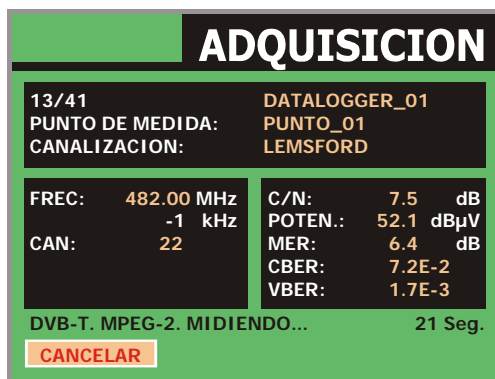 ADQUISICION
13/41 DATALOGGER_01
PUNTO DE MEDIDA: PUNTO_01
CANALIZACION: LEMSFORD
FREC: 482.00 MHz
-1 kHz
CAN: 22
C/N: 7.5 dB
POTEN.: 52.1 dBµV
MER: 6.4 dB
CBER: 7.2E-2
VBER: 1.7E-3
DVB-T. MPEG-2. MIDIENDO... 21 Seg.
CANCELAR